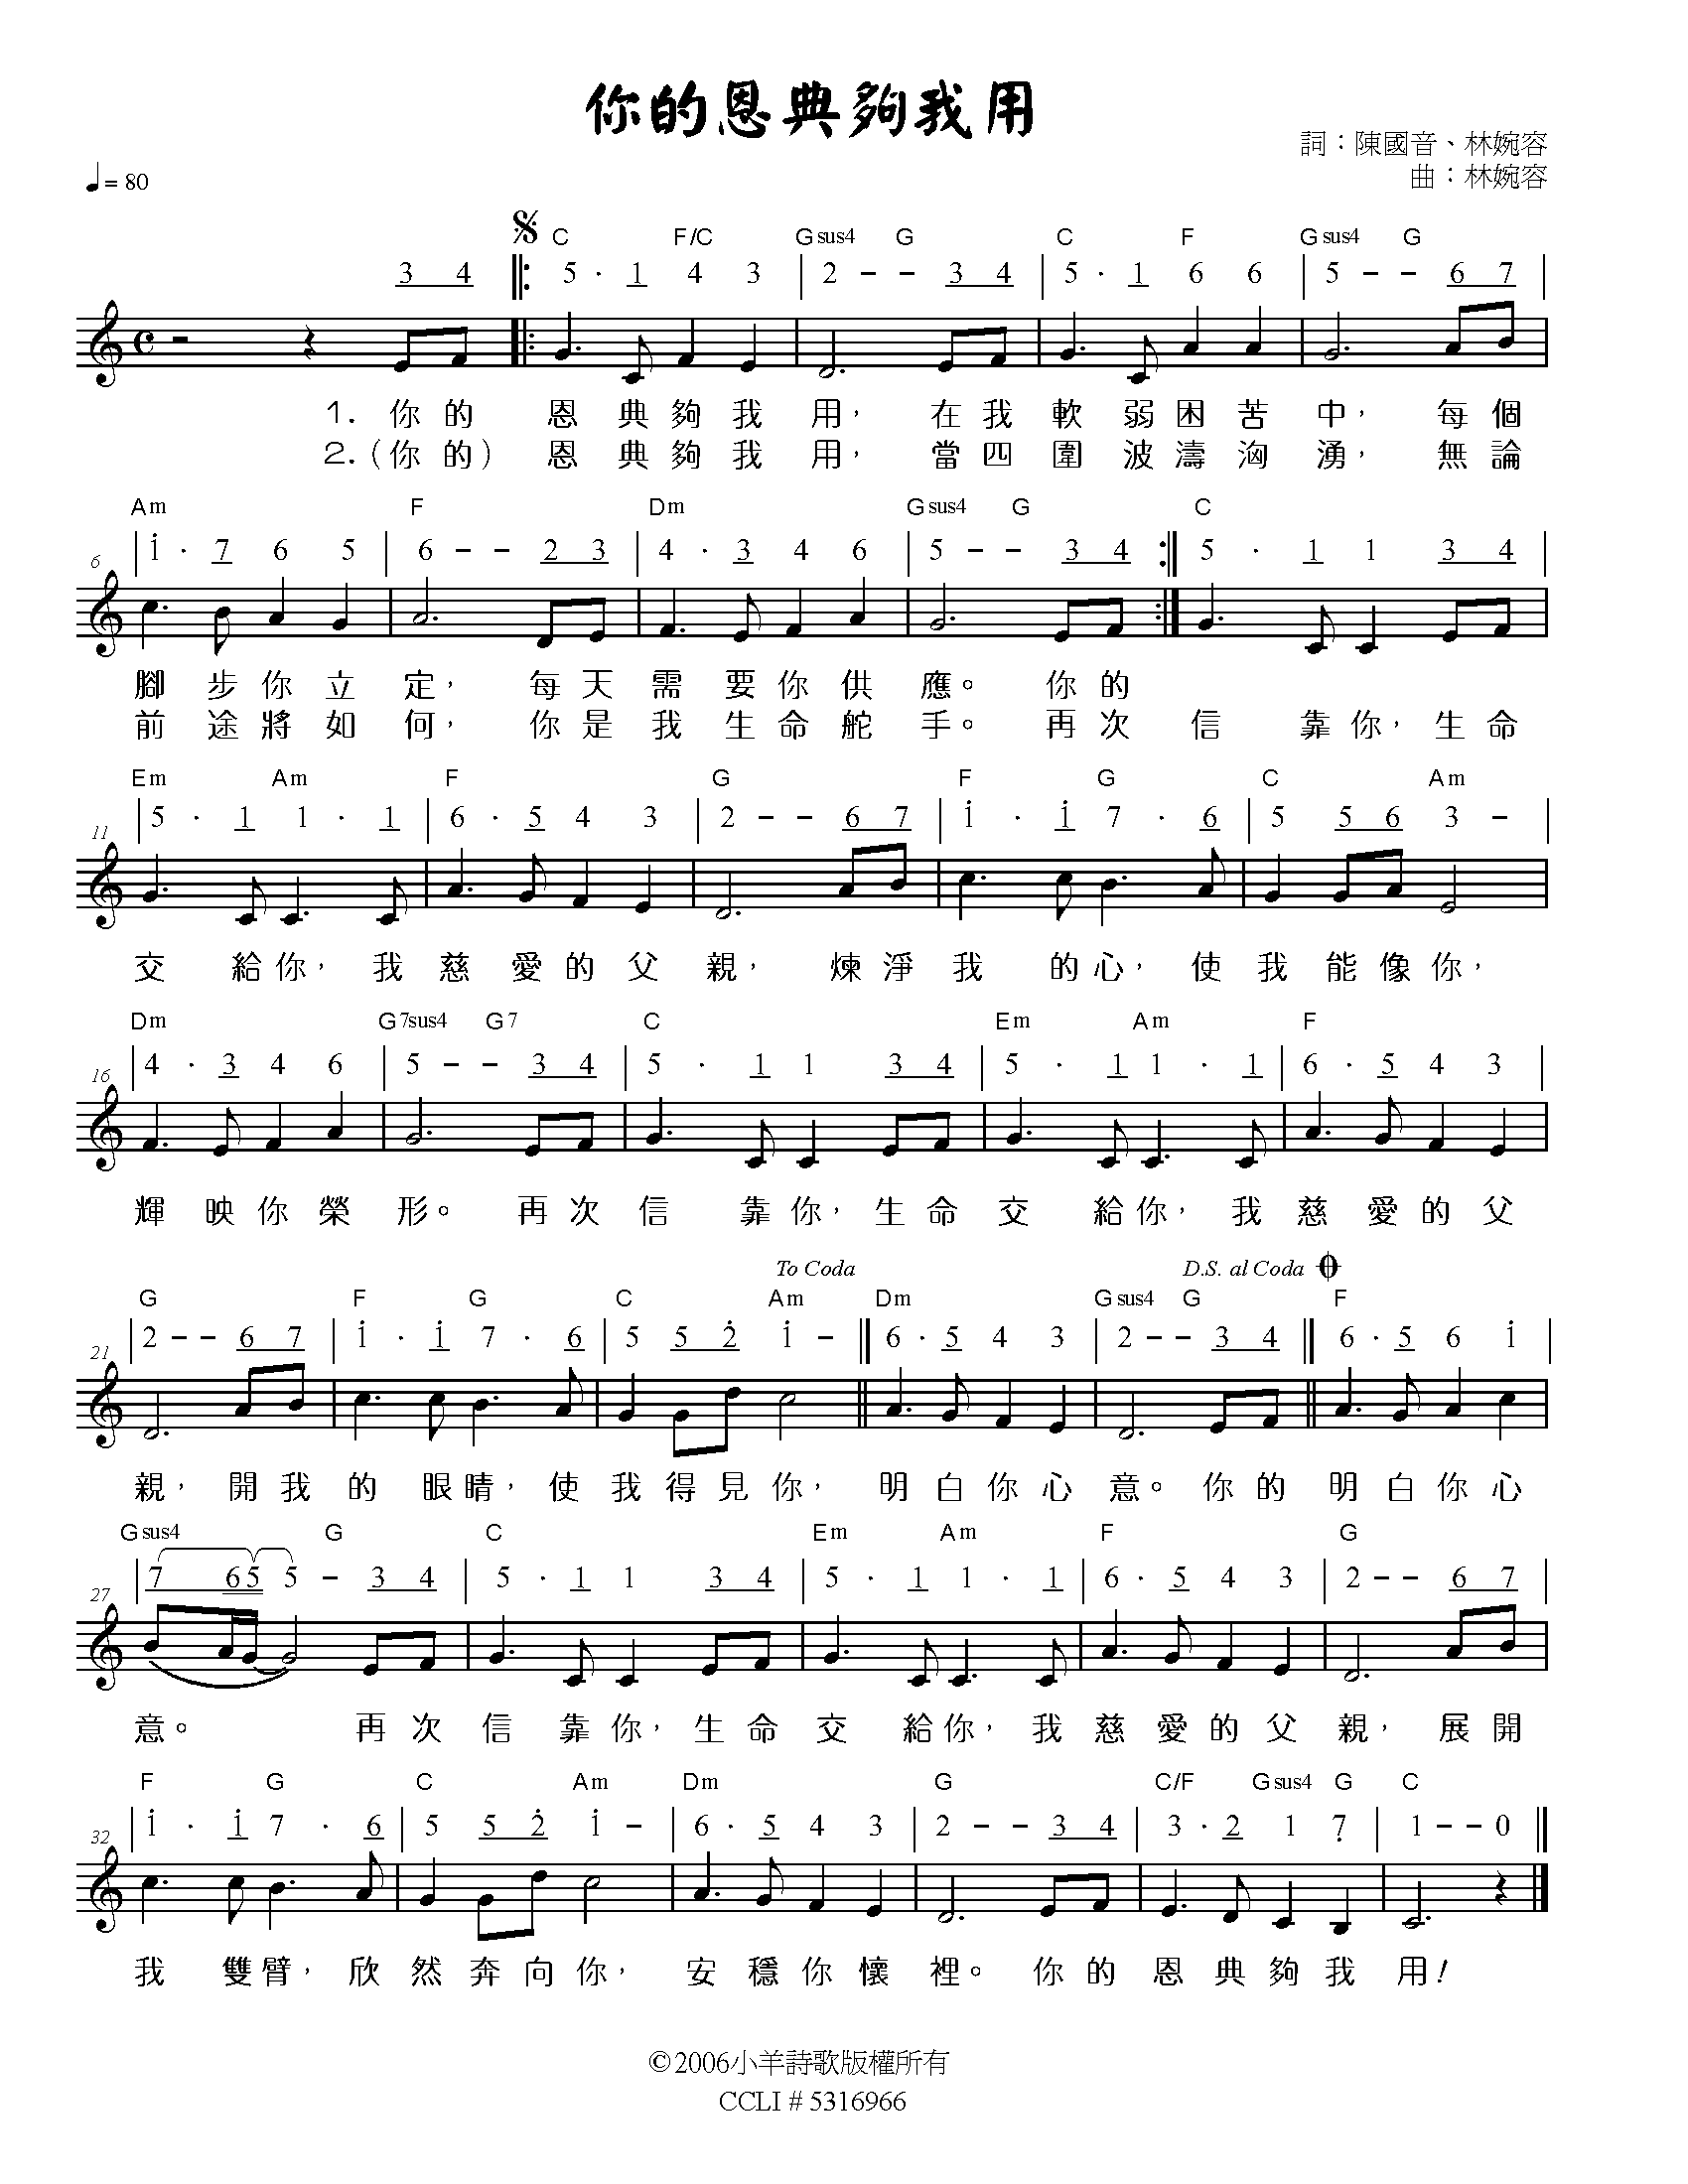 你的恩典夠我用
詞：陳國音、林婉容
曲：林婉容
♩= 80
C F/C Gsus4 G C F Gsus4 G
3 4 5 · 1 4 3 2 – – 3 4 5 · 1 6 6 5 – – 6 7
1. 你 的 恩 典 夠 我 用， 在 我 軟 弱 困 苦 中， 每 個
2.（你 的） 恩 典 夠 我 用， 當 四 圍 波 濤 洶 湧， 無 論
Am F Dm Gsus4 G C
6 1̇ · 7 6 5 6 – – 2 3 4 · 3 4 6 5 – – 3 4 5 · 1 1 3 4
腳 步 你 立 定， 每 天 需 要 你 供 應。 你 的
前 途 將 如 何， 你 是 我 生 命 舵 手。 再 次 信 靠 你， 生 命
Em Am F G F G C Am
11 5 · 1 1 · 1 6 · 5 4 3 2 – – 6 7 1̇ · 1̇ 7 · 6 5 5 6 3 –
交 給 你， 我 慈 愛 的 父 親， 煉 淨 我 的 心， 使 我 能 像 你，
Dm G7sus4 G7 C Em Am F
16 4 · 3 4 6 5 – – 3 4 5 · 1 1 3 4 5 · 1 1 · 1 6 · 5 4 3
輝 映 你 榮 形。 再 次 信 靠 你， 生 命 交 給 你， 我 慈 愛 的 父
To Coda D.S. al Coda
G F G C Am Dm Gsus4 G F
21 2 – – 6 7 1̇ · 1̇ 7 · 6 5 5 2̇ 1̇ – 6 · 5 4 3 2 – – 3 4 6 · 5 6 1̇
親， 開 我 的 眼 睛， 使 我 得 見 你， 明 白 你 心 意。 你 的 明 白 你 心
Gsus4 G C Em Am F G
27 7 6 5 5 – 3 4 5 · 1 1 3 4 5 · 1 1 · 1 6 · 5 4 3 2 – – 6 7
意。 再 次 信 靠 你， 生 命 交 給 你， 我 慈 愛 的 父 親， 展 開
F G C Am Dm G C/F Gsus4 G C
32 1̇ · 1̇ 7 · 6 5 5 2̇ 1̇ – 6 · 5 4 3 2 – – 3 4 3 · 2 1 7̣ 1 – – 0
我 雙 臂， 欣 然 奔 向 你， 安 穩 你 懷 裡。 你 的 恩 典 夠 我 用！
©2006小羊詩歌版權所有
CCLI # 5316966